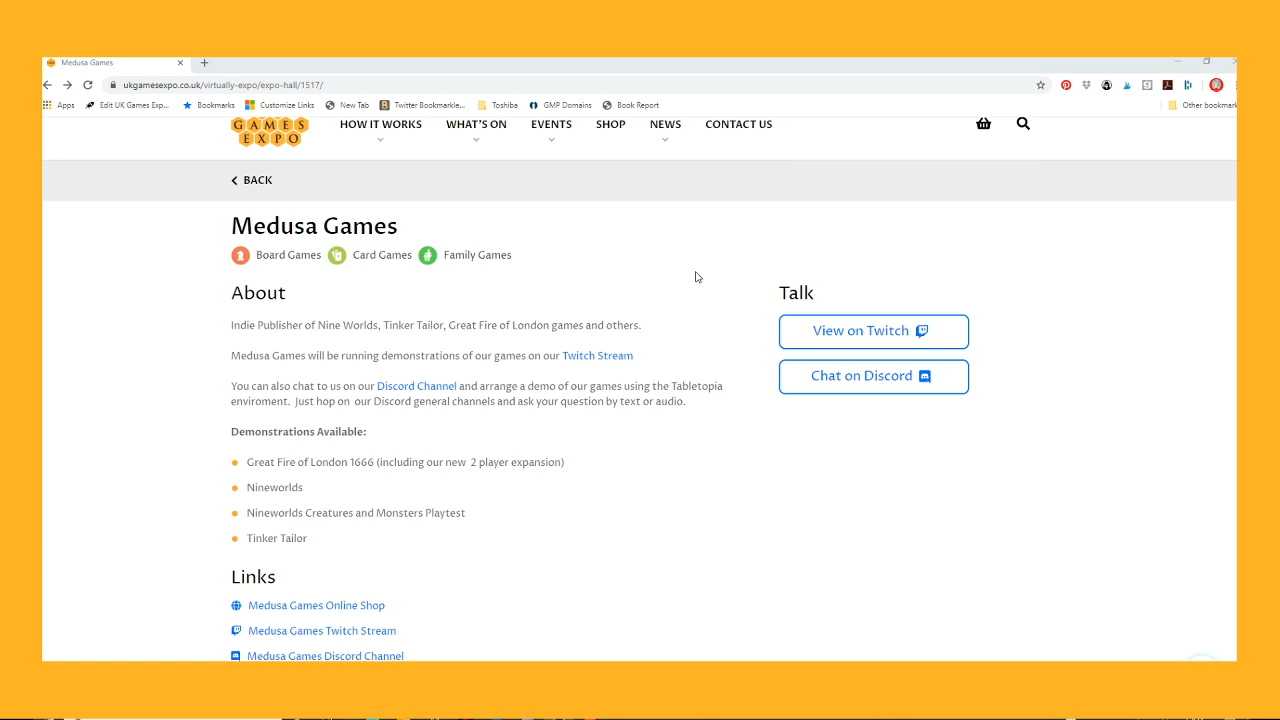 Medusa Games
ukgamesexpo.co.uk/virtually-expo/expo-hall/1517/
Apps Edit UK Games Exp... Bookmarks Customize Links New Tab Twitter Bookmarkle... Toshiba GMP Domains Book Report Other bookmark
GAMES
EXPO
HOW IT WORKS WHAT'S ON EVENTS SHOP NEWS CONTACT US
BACK
Medusa Games
Board Games Card Games Family Games
About
Indie Publisher of Nine Worlds, Tinker Tailor, Great Fire of London games and others.
Medusa Games will be running demonstrations of our games on our Twitch Stream
You can also chat to us on our Discord Channel and arrange a demo of our games using the Tabletopia
enviroment. Just hop on our Discord general channels and ask your question by text or audio.
Demonstrations Available:
Great Fire of London 1666 (including our new 2 player expansion)
Nineworlds
Nineworlds Creatures and Monsters Playtest
Tinker Tailor
Links
Medusa Games Online Shop
Medusa Games Twitch Stream
Medusa Games Discord Channel
Talk
View on Twitch
Chat on Discord